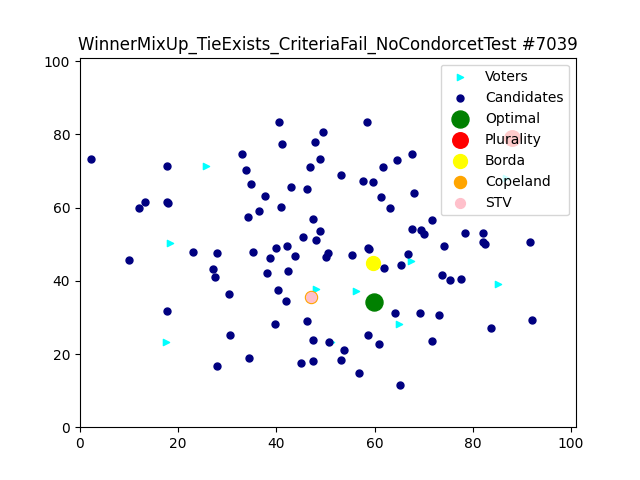 WinnerMixUp_TieExists_CriteriaFail_NoCondorcetTest #7039
100
80
60
40
20
0
0 20 40 60 80 100
Voters
Candidates
Optimal
Plurality
Borda
Copeland
STV